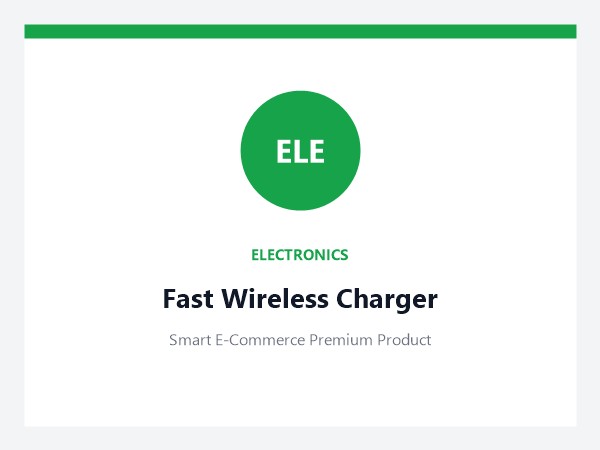 ELE
ELECTRONICS
Fast Wireless Charger
Smart E-Commerce Premium Product